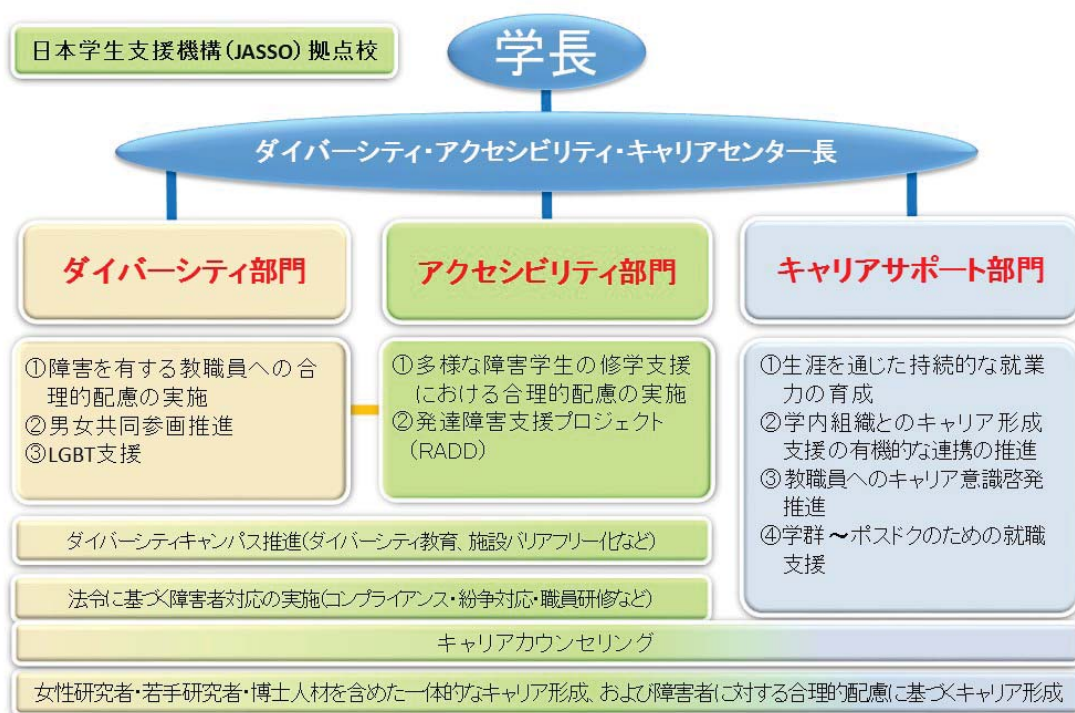 日本学生支援機構(JASSO)拠点校
学長
ダイバーシティ・アクセシビリティ・キャリアセンター長
ダイバーシティ部門
アクセシビリティ部門
キャリアサポート部門
①障害を有する教職員への合
理的配慮の実施
②男女共同参画推進
③LGBT支援
①多様な障害学生の修学支援
における合理的配慮の実施
②発達障害支援プロジェクト
(RADD)
①生涯を通じた持続的な就業
力の育成
②学内組織とのキャリア形成
支援の有機的な連携の推進
③教職員へのキャリア意識啓発
推進
④学群～ポスドクのための就職
支援
ダイバーシティキャンパス推進(ダイバーシティ教育、施設バリアフリー化など)
法令に基づく障害者対応の実施(コンプライアンス・紛争対応・職員研修など)
キャリアカウンセリング
女性研究者・若手研究者・博士人材を含めた一体的なキャリア形成、および障害者に対する合理的配慮に基づくキャリア形成